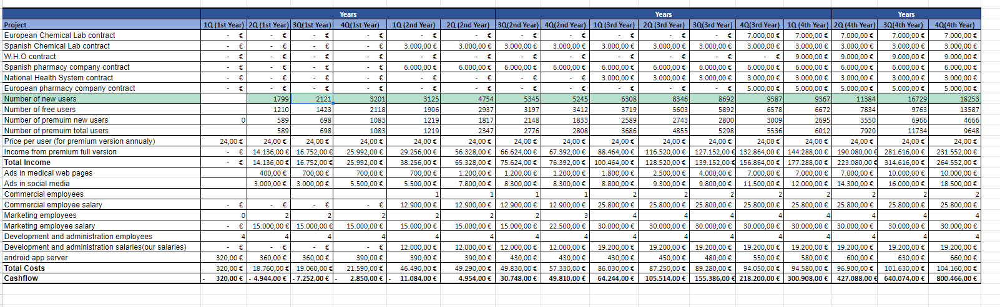 Years Years Years
Project 1Q (1st Year) 2Q (1st Year) 3Q(1st Year) 4Q(1st Year) 1Q (2nd Year) 2Q (2nd Year) 3Q(2nd Year) 4Q(2nd Year) 1Q (3rd Year) 2Q (3rd Year) 3Q(3rd Year) 4Q(3rd Year) 1Q (4th Year) 2Q (4th Year) 3Q(4th Year) 4Q(4th Year)
European Chemical Lab contract - € - € - € - € - € - € - € - € - € - € - € 7.000,00 € 7.000,00 € 7.000,00 € 7.000,00 € 7.000,00 €
Spanish Chemical Lab contract - € - € - € - € 3.000,00 € 3.000,00 € 3.000,00 € 3.000,00 € 3.000,00 € 3.000,00 € 3.000,00 € 3.000,00 € 3.000,00 € 3.000,00 € 3.000,00 € 3.000,00 €
W.H.O contract - € - € - € - € - € - € - € - € - € - € - € - € 9.000,00 € 9.000,00 € 9.000,00 € 9.000,00 €
Spanish pharmacy company contract - € - € - € - € 6.000,00 € 6.000,00 € 6.000,00 € 6.000,00 € 6.000,00 € 6.000,00 € 6.000,00 € 6.000,00 € 6.000,00 € 6.000,00 € 6.000,00 € 6.000,00 €
National Health System contract - € - € - € - € - € - € - € - € 3.000,00 € 3.000,00 € 3.000,00 € 3.000,00 € 3.000,00 € 3.000,00 € 3.000,00 € 3.000,00 €
European pharmacy company contract - € - € - € - € - € - € - € - € - € - € - € 5.000,00 € 5.000,00 € 5.000,00 € 5.000,00 € 5.000,00 €
Number of new users 1799 2121 3201 3125 4754 5345 5245 6308 8346 8692 9587 9367 11384 16729 18253
Number of free users 1210 1423 2118 1906 2937 3197 3412 3719 5603 5892 6578 6672 7834 9763 13587
Number of premuim new users 0 589 698 1083 1219 1817 2148 1833 2589 2743 2800 3009 2695 3550 6966 4666
Number of premuim total users 589 698 1083 1219 2347 2776 2808 3686 4855 5298 5536 6012 7920 11734 9648
Price per user (for premium version annualy) 24,00 € 24,00 € 24,00 € 24,00 € 24,00 € 24,00 € 24,00 € 24,00 € 24,00 € 24,00 € 24,00 € 24,00 € 24,00 € 24,00 € 24,00 € 24,00 €
Income from premium full version - € 14.136,00 € 16.752,00 € 25.992,00 € 29.256,00 € 56.328,00 € 66.624,00 € 67.392,00 € 88.464,00 € 116.520,00 € 127.152,00 € 132.864,00 € 144.288,00 € 190.080,00 € 281.616,00 € 231.552,00 €
Total Income - € 14.136,00 € 16.752,00 € 25.992,00 € 38.256,00 € 65.328,00 € 75.624,00 € 76.392,00 € 100.464,00 € 128.520,00 € 139.152,00 € 156.864,00 € 177.288,00 € 223.080,00 € 314.616,00 € 264.552,00 €
Ads in medical web pages 400,00 € 700,00 € 700,00 € 700,00 € 1.200,00 € 1.200,00 € 1.200,00 € 1.800,00 € 2.500,00 € 4.000,00 € 7.000,00 € 7.000,00 € 7.000,00 € 10.000,00 € 10.000,00 €
Ads in social media 3.000,00 € 3.000,00 € 5.500,00 € 5.500,00 € 7.800,00 € 8.300,00 € 8.300,00 € 8.800,00 € 9.300,00 € 9.800,00 € 11.500,00 € 12.000,00 € 14.300,00 € 16.000,00 € 18.500,00 €
Commercial employees 1 1 1 1 2 2 2 2 2 2 2 2
Commercial employee salary - € - € - € - € 12.900,00 € 12.900,00 € 12.900,00 € 12.900,00 € 25.800,00 € 25.800,00 € 25.800,00 € 25.800,00 € 25.800,00 € 25.800,00 € 25.800,00 € 25.800,00 €
Marketing employees 0 2 2 2 2 2 2 3 4 4 4 4 4 4 4 4
Marketing employee salary - € 15.000,00 € 15.000,00 € 15.000,00 € 15.000,00 € 15.000,00 € 15.000,00 € 22.500,00 € 30.000,00 € 30.000,00 € 30.000,00 € 30.000,00 € 30.000,00 € 30.000,00 € 30.000,00 € 30.000,00 €
Development and administration employees 4 4 4 4 4 4 4 4 4 4 4 4 4 4 4 4
Development and administration salaries(our salaries) - € - € - € - € 12.000,00 € 12.000,00 € 12.000,00 € 12.000,00 € 19.200,00 € 19.200,00 € 19.200,00 € 19.200,00 € 19.200,00 € 19.200,00 € 19.200,00 € 19.200,00 €
android app server 320,00 € 360,00 € 360,00 € 390,00 € 390,00 € 390,00 € 430,00 € 430,00 € 430,00 € 450,00 € 480,00 € 550,00 € 580,00 € 600,00 € 630,00 € 660,00 €
Total Costs 320,00 € 18.760,00 € 19.060,00 € 21.590,00 € 46.490,00 € 49.290,00 € 49.830,00 € 57.330,00 € 86.030,00 € 87.250,00 € 89.280,00 € 94.050,00 € 94.580,00 € 96.900,00 € 101.630,00 € 104.160,00 €
Cashflow - 320,00 € - 4.944,00 € - 7.252,00 € - 2.850,00 € - 11.084,00 € 4.954,00 € 30.748,00 € 49.810,00 € 64.244,00 € 105.514,00 € 155.386,00 € 218.200,00 € 300.908,00 € 427.088,00 € 640.074,00 € 800.466,00 €